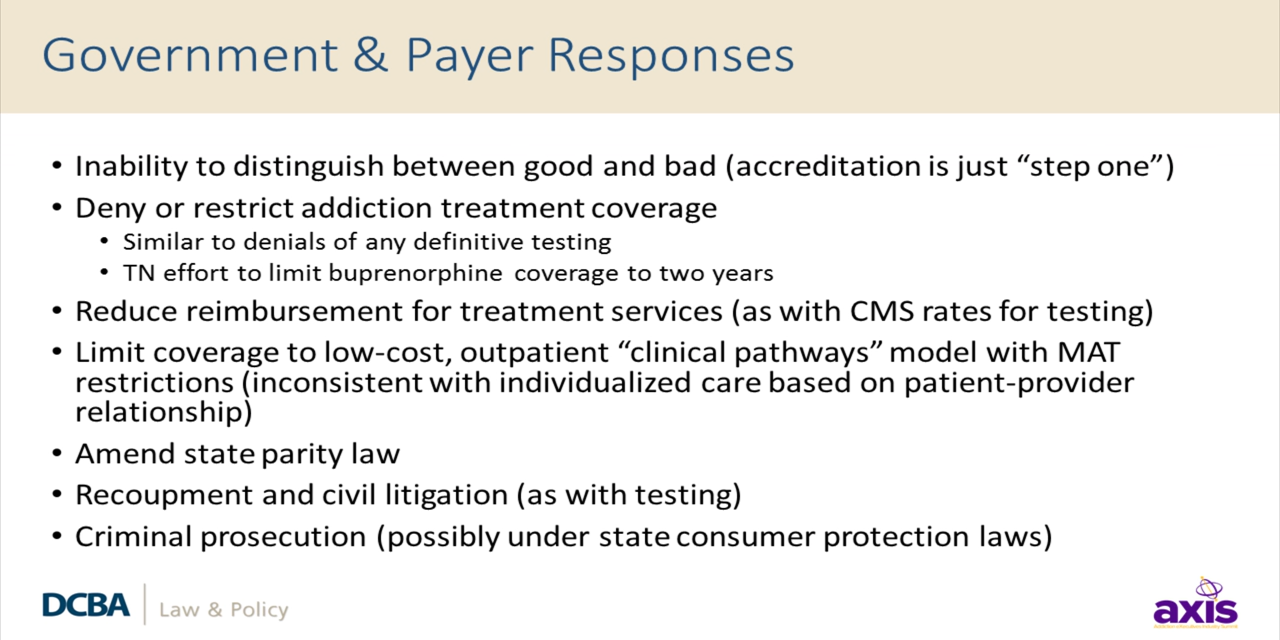 Government & Payer Responses
• Inability to distinguish between good and bad (accreditation is just “step one”)
• Deny or restrict addiction treatment coverage
• Similar to denials of any definitive testing
• TN effort to limit buprenorphine coverage to two years
• Reduce reimbursement for treatment services (as with CMS rates for testing)
• Limit coverage to low-cost, outpatient “clinical pathways” model with MAT
restrictions (inconsistent with individualized care based on patient-provider
relationship)
• Amend state parity law
• Recoupment and civil litigation (as with testing)
• Criminal prosecution (possibly under state consumer protection laws)
DCBA Law & Policy
axis